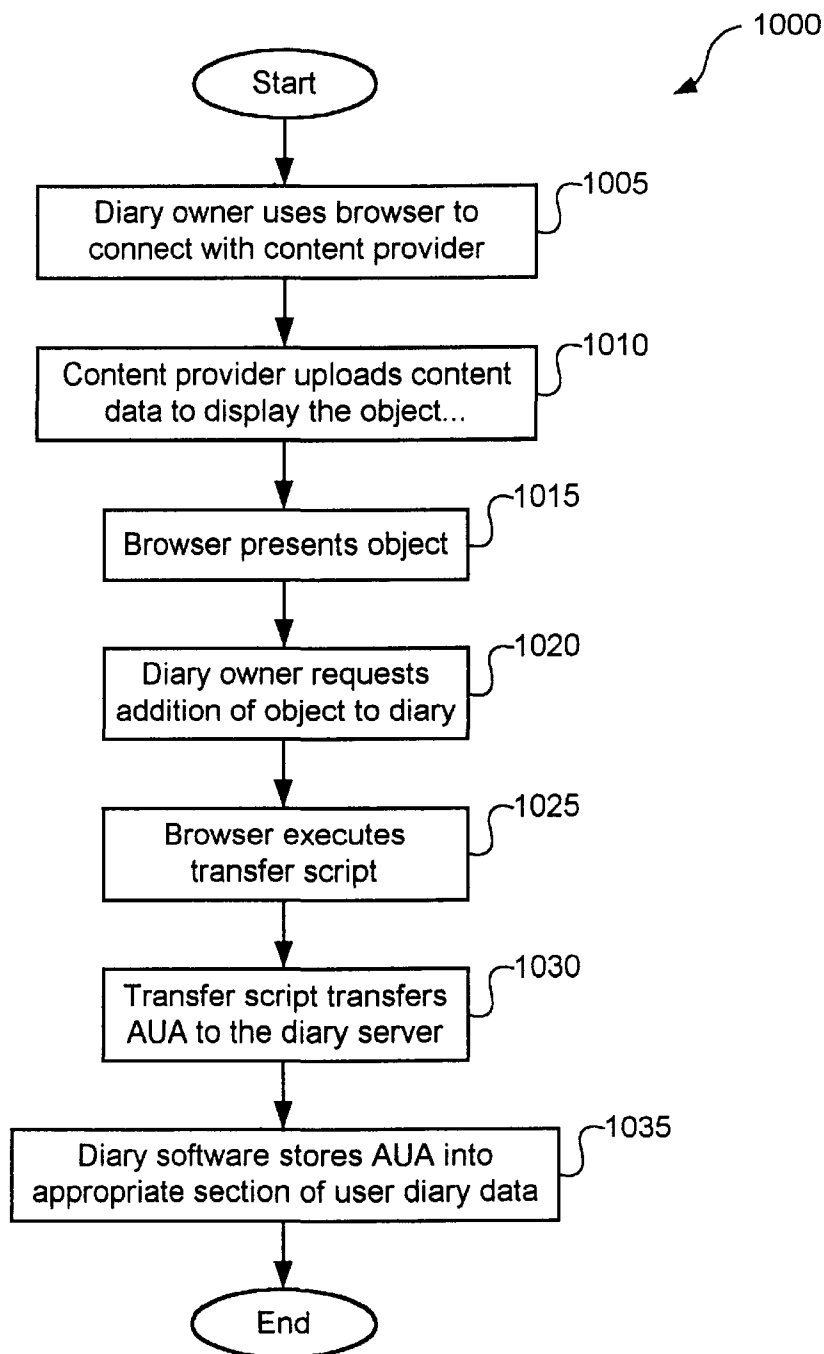 1000
Start
1005
Diary owner uses browser to
connect with content provider
1010
Content provider uploads content
data to display the object...
1015
Browser presents object
1020
Diary owner requests
addition of object to diary
1025
Browser executes
transfer script
1030
Transfer script transfers
AUA to the diary server
1035
Diary software stores AUA into
appropriate section of user diary data
End